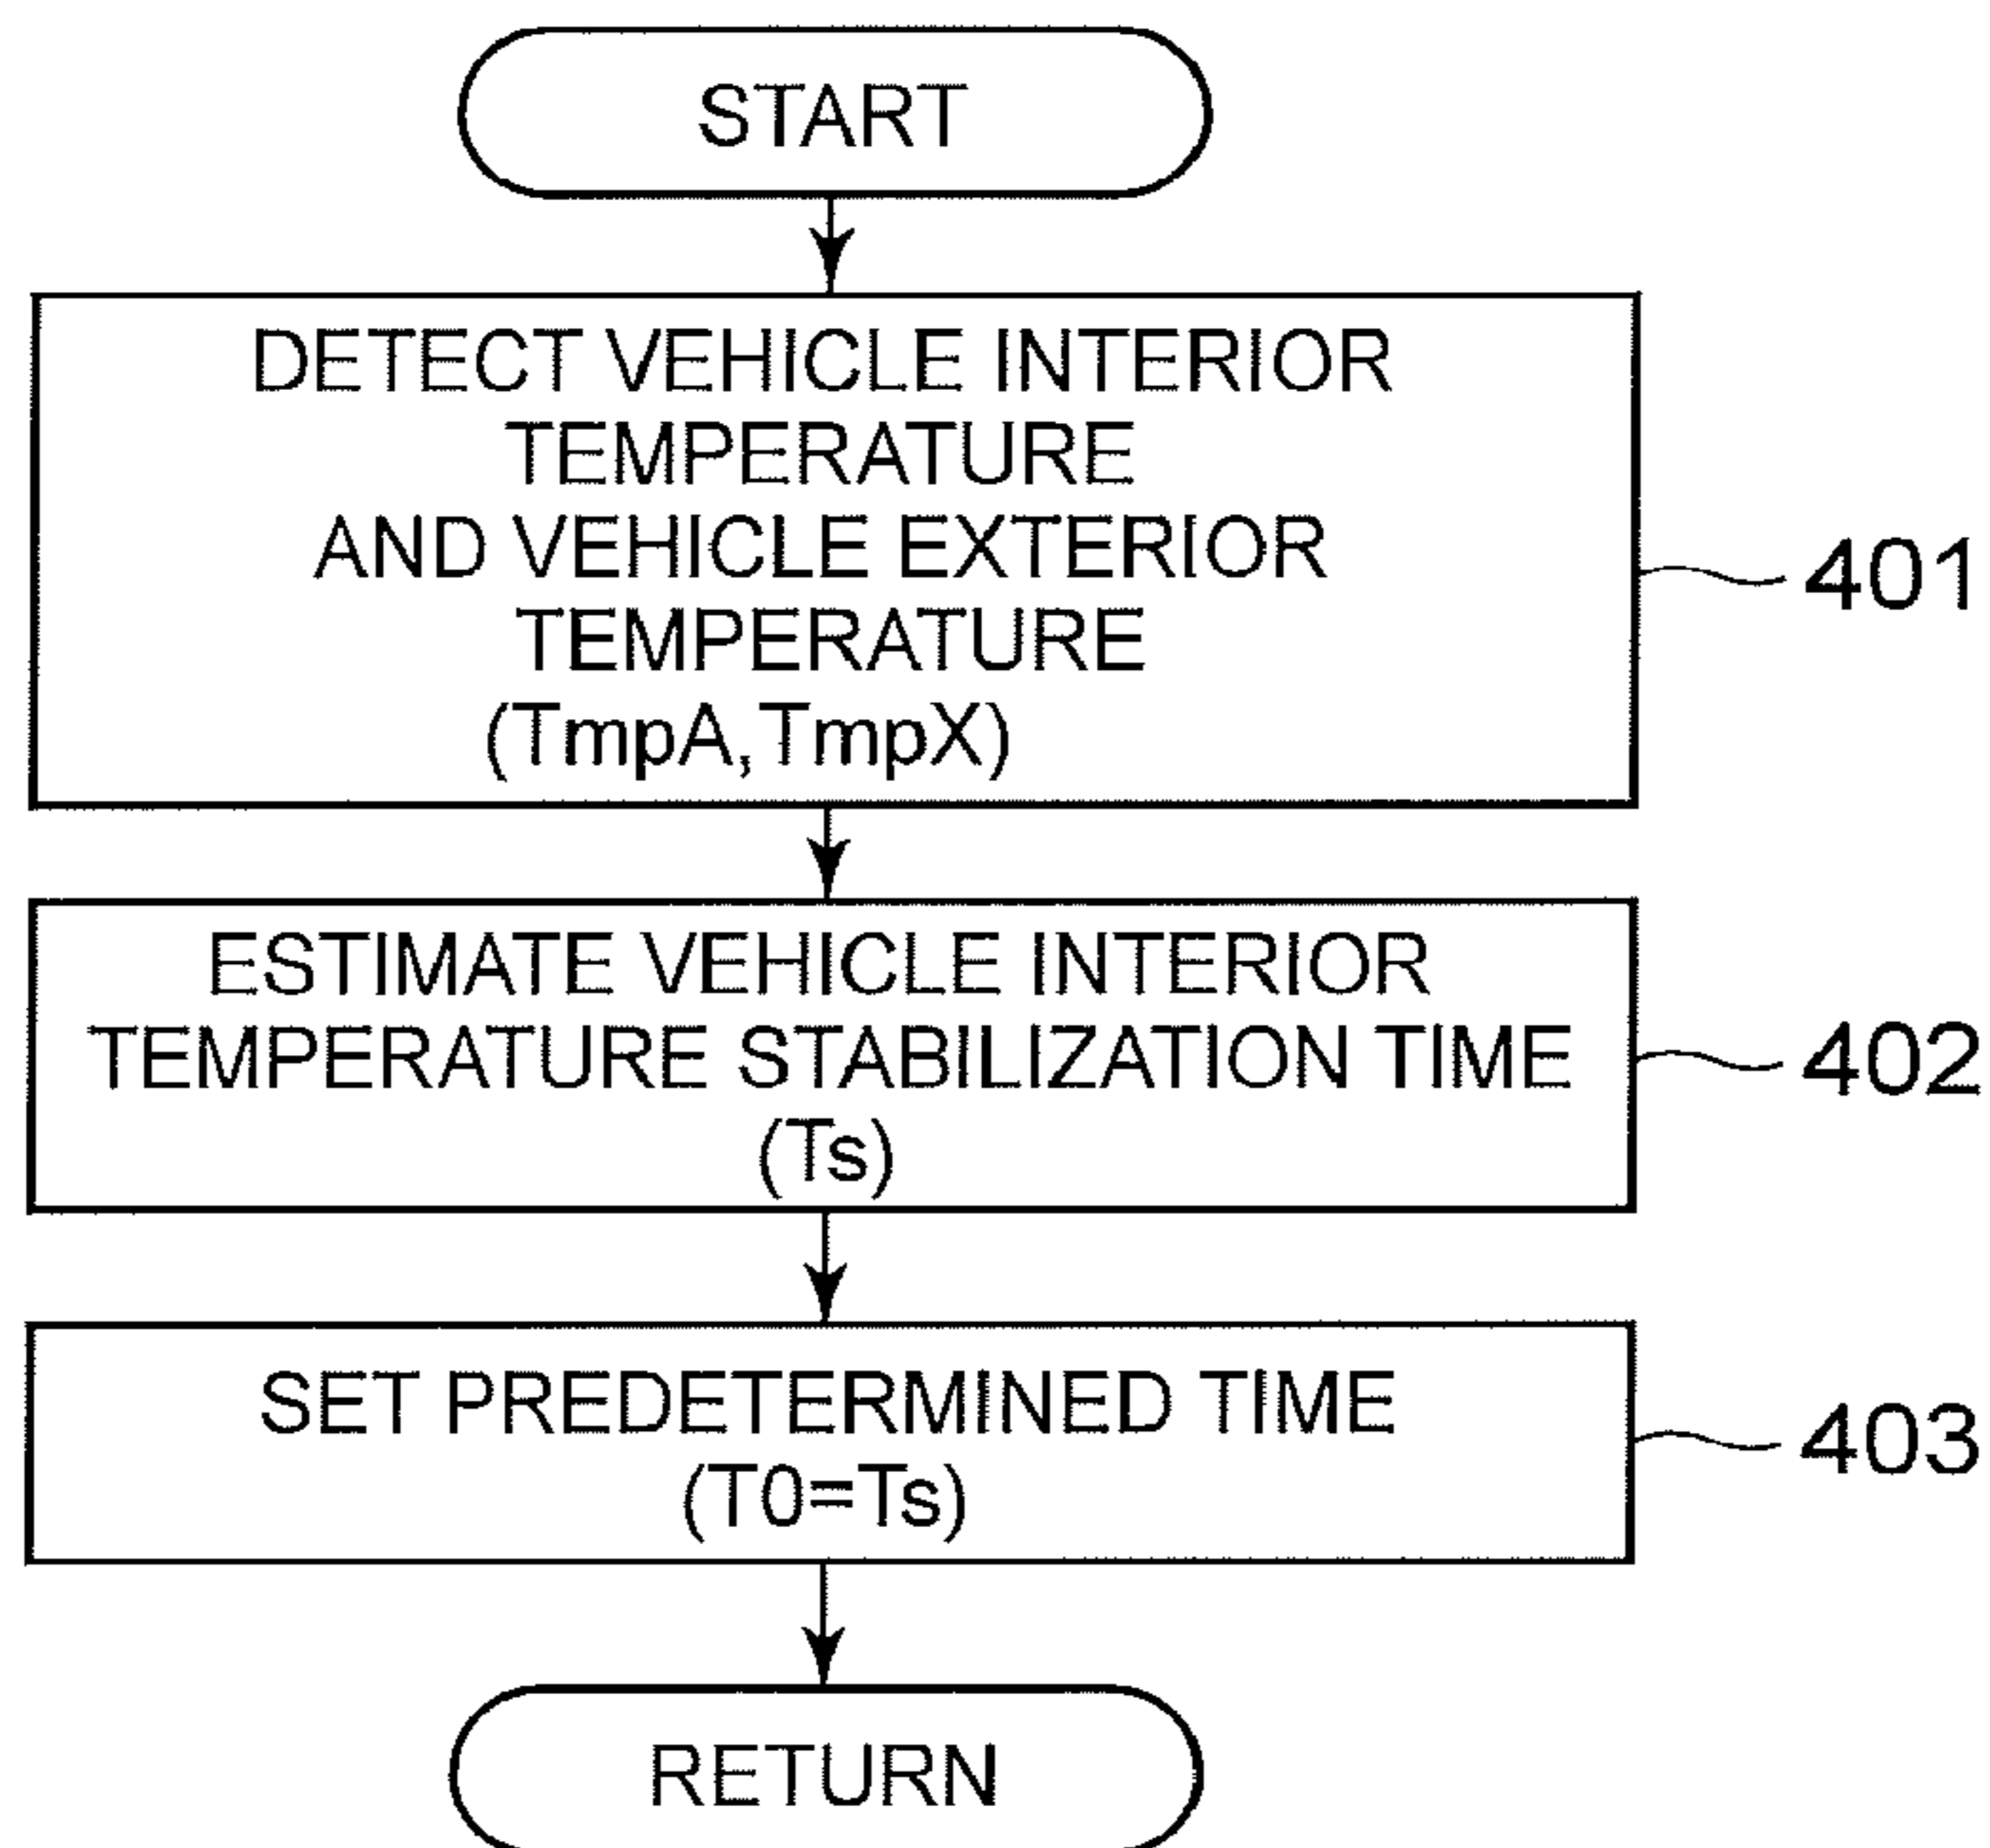 START
DETECT VEHICLE INTERIOR
TEMPERATURE
AND VEHICLE EXTERIOR
TEMPERATURE
(TmpA,TmpX)
401
ESTIMATE VEHICLE INTERIOR
TEMPERATURE STABILIZATION TIME
(Ts)
402
SET PREDETERMINED TIME
(T0=Ts)
403
RETURN